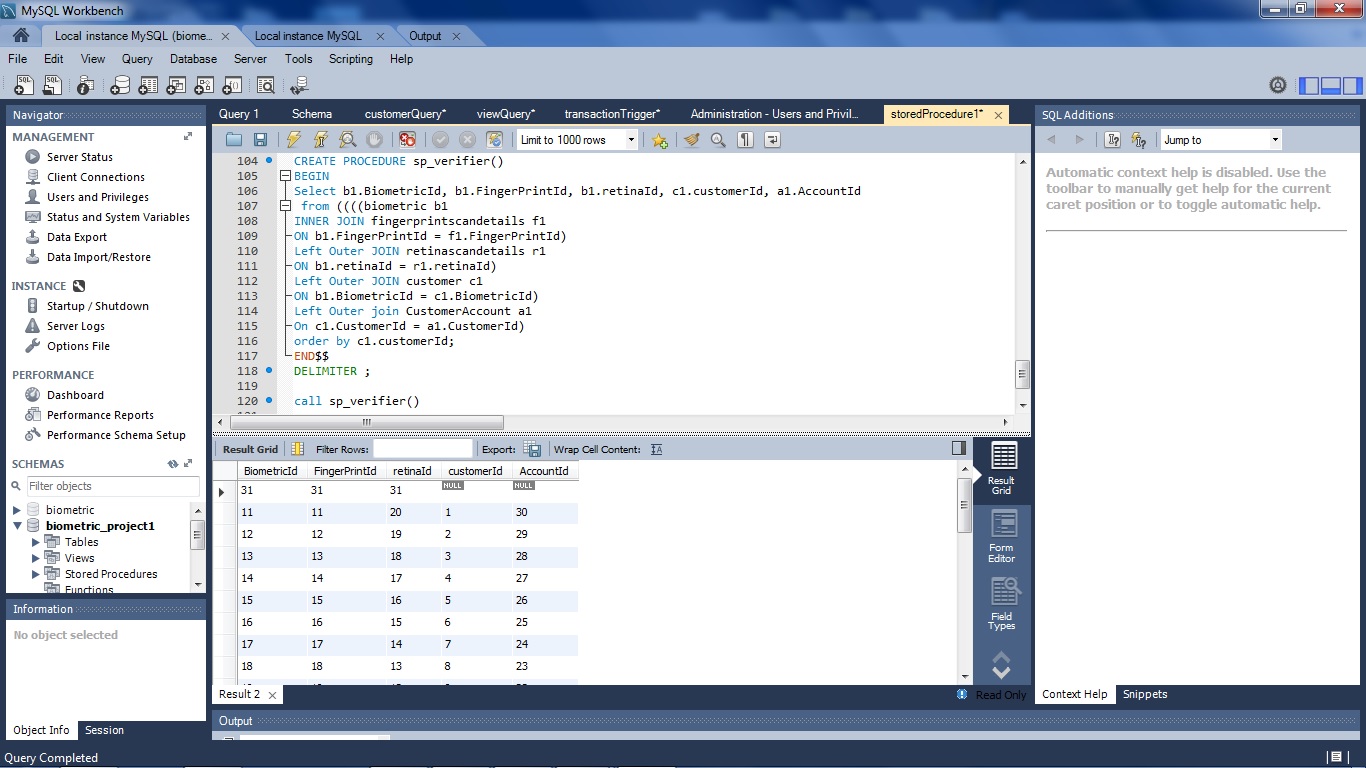 MySQL Workbench
Local instance MySQL (biome... Local instance MySQL Output
File Edit View Query Database Server Tools Scripting Help
Navigator
MANAGEMENT
Server Status
Client Connections
Users and Privileges
Status and System Variables
Data Export
Data Import/Restore
INSTANCE
Startup / Shutdown
Server Logs
Options File
PERFORMANCE
Dashboard
Performance Reports
Performance Schema Setup
SCHEMAS
Filter objects
biometric
biometric_project1
Tables
Views
Stored Procedures
Functions
Information
No object selected
Object Info Session
Query 1 Schema customerQuery* viewQuery* transactionTrigger* Administration - Users and Privil... storedProcedure1*
Limit to 1000 rows
104 CREATE PROCEDURE sp_verifier()
105 BEGIN
106 Select b1.BiometricId, b1.FingerPrintId, b1.retinaId, c1.customerId, a1.AccountId
107 from ((((biometric b1
108 INNER JOIN fingerprintscandetails f1
109 ON b1.FingerPrintId = f1.FingerPrintId)
110 Left Outer JOIN retinascandetails r1
111 ON b1.retinaId = r1.retinaId)
112 Left Outer JOIN customer c1
113 ON b1.BiometricId = c1.BiometricId)
114 Left Outer join CustomerAccount a1
115 On c1.CustomerId = a1.CustomerId)
116 order by c1.customerId;
117 END$$
118 DELIMITER ;
119
120 call sp_verifier()
Result Grid Filter Rows: Export: Wrap Cell Content:
BiometricId FingerPrintId retinaId customerId AccountId
31 31 31 NULL NULL
11 11 20 1 30
12 12 19 2 29
13 13 18 3 28
14 14 17 4 27
15 15 16 5 26
16 16 15 6 25
17 17 14 7 24
18 18 13 8 23
Result Grid
Form Editor
Field Types
Result 2
Read Only
Output
SQL Additions
Jump to
Automatic context help is disabled. Use the
toolbar to manually get help for the current
caret position or to toggle automatic help.
Context Help Snippets
Query Completed